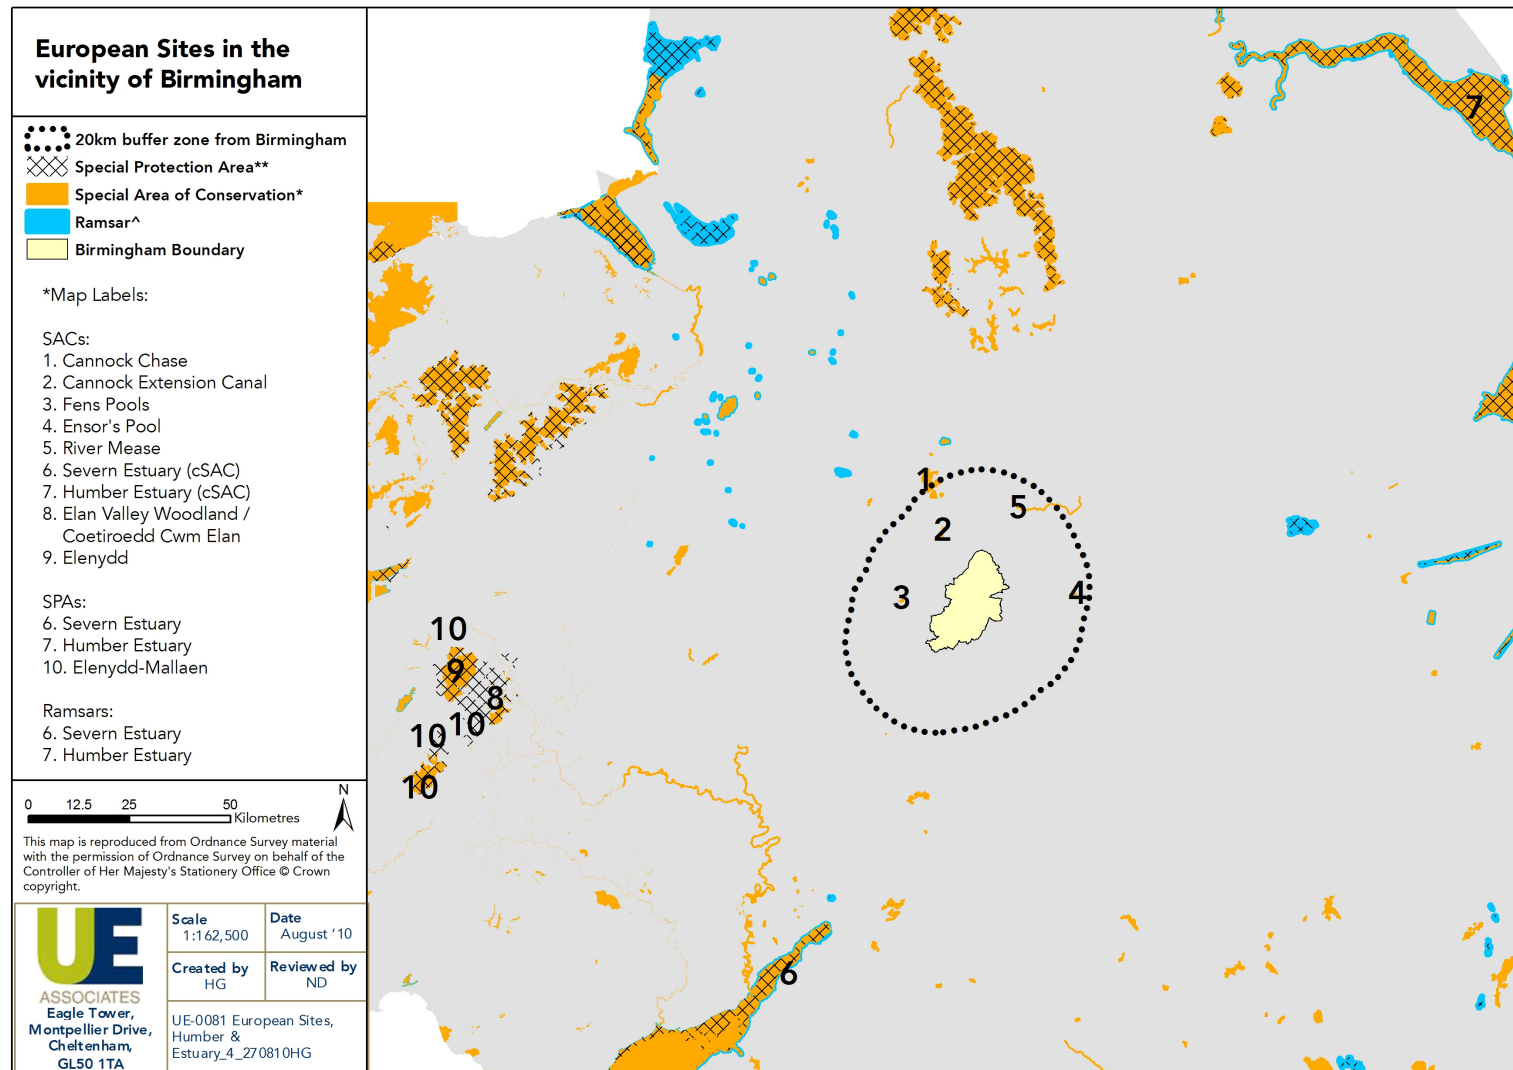 European Sites in the
vicinity of Birmingham
20km buffer zone from Birmingham
Special Protection Area**
Special Area of Conservation*
Ramsar^
Birmingham Boundary
*Map Labels:
SACs:
1. Cannock Chase
2. Cannock Extension Canal
3. Fens Pools
4. Ensor's Pool
5. River Mease
6. Severn Estuary (cSAC)
7. Humber Estuary (cSAC)
8. Elan Valley Woodland /
Coetiroedd Cwm Elan
9. Elenydd
SPAs:
6. Severn Estuary
7. Humber Estuary
10. Elenydd-Mallaen
Ramsars:
6. Severn Estuary
7. Humber Estuary
0 12.5 25 50
Kilometres
N
This map is reproduced from Ordnance Survey material
with the permission of Ordnance Survey on behalf of the
Controller of Her Majesty's Stationery Office © Crown
copyright.
UE
ASSOCIATES
Eagle Tower,
Montpellier Drive,
Cheltenham,
GL50 1TA
Scale
1:162,500
Date
August ‘10
Created by
HG
Reviewed by
ND
UE-0081 European Sites,
Humber &
Estuary_4_270810HG
7
1
5
2
3
4
10
9
8
10
10
10
6